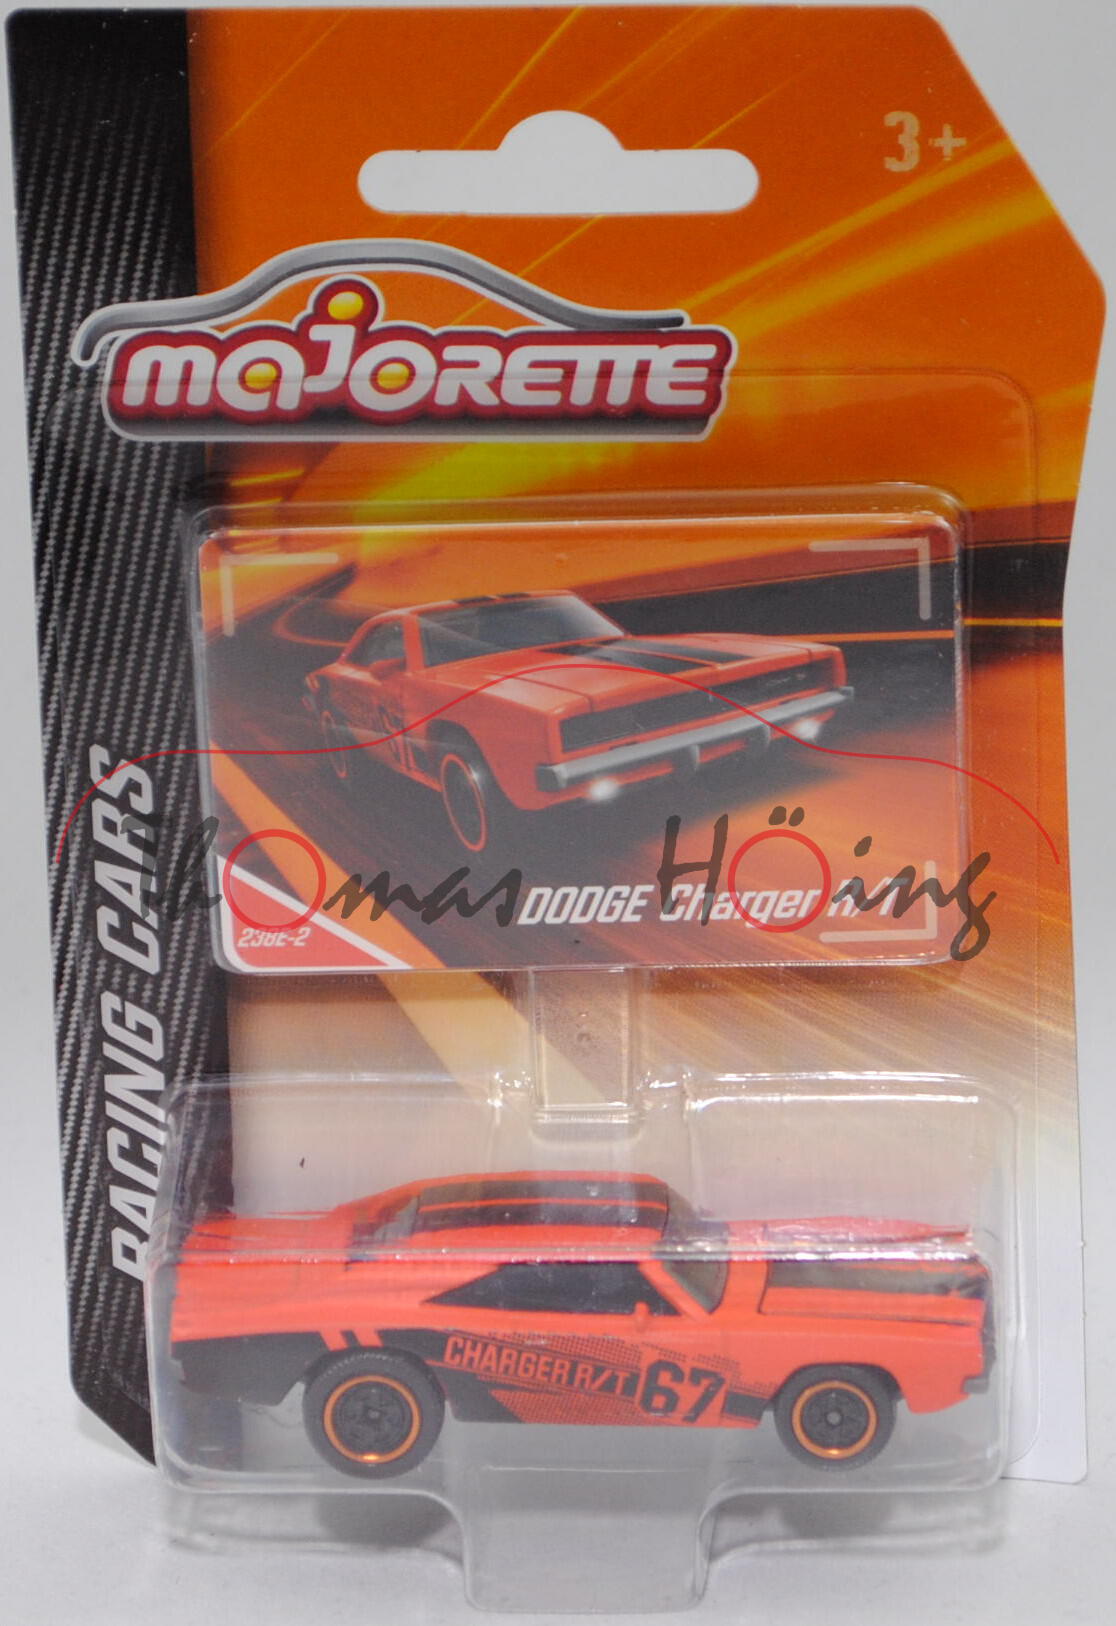 3+
MAJORETTE
RACING CARS
Thomas Höing
DODGE Charger R/T
238E-2
CHARGER R/T 67